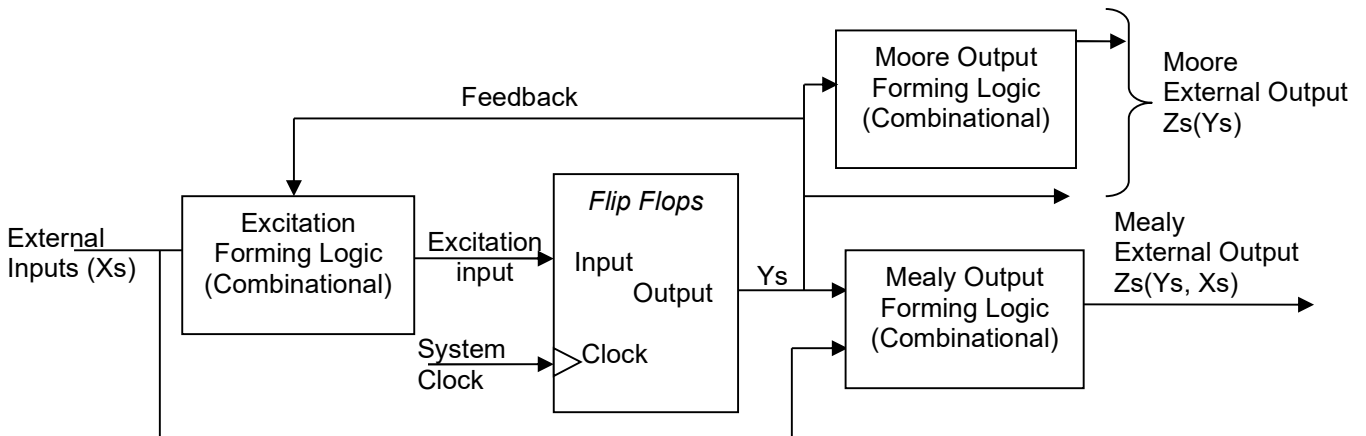 Feedback
Moore Output
Forming Logic
(Combinational)
Moore
External Output
Zs(Ys)
External
Inputs (Xs)
Excitation
Forming Logic
(Combinational)
Excitation
input
Flip Flops
Input
Output
System
Clock
Clock
Ys
Mealy Output
Forming Logic
(Combinational)
Mealy
External Output
Zs(Ys, Xs)